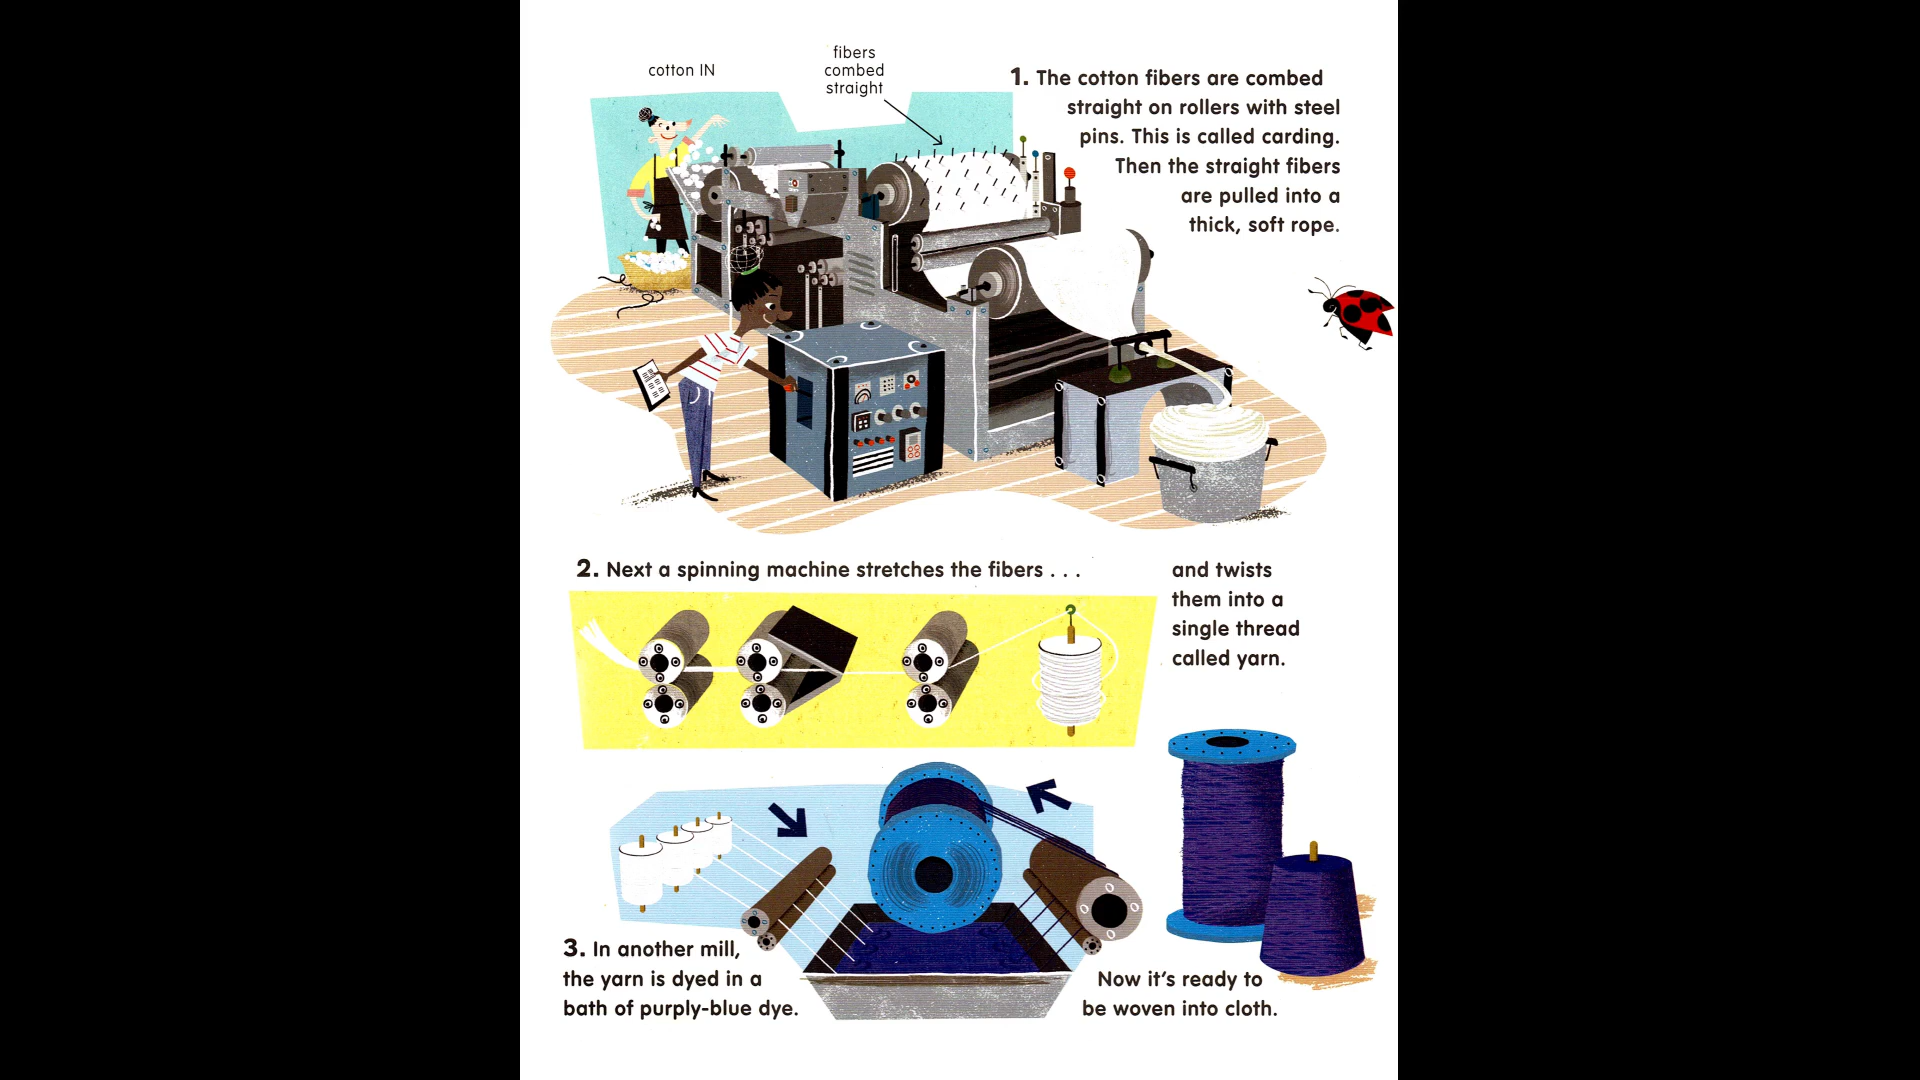 cotton IN
fibers
combed
straight
1. The cotton fibers are combed
straight on rollers with steel
pins. This is called carding.
Then the straight fibers
are pulled into a
thick, soft rope.
2. Next a spinning machine stretches the fibers . . .
and twists
them into a
single thread
called yarn.
3. In another mill,
the yarn is dyed in a
bath of purply-blue dye.
Now it's ready to
be woven into cloth.